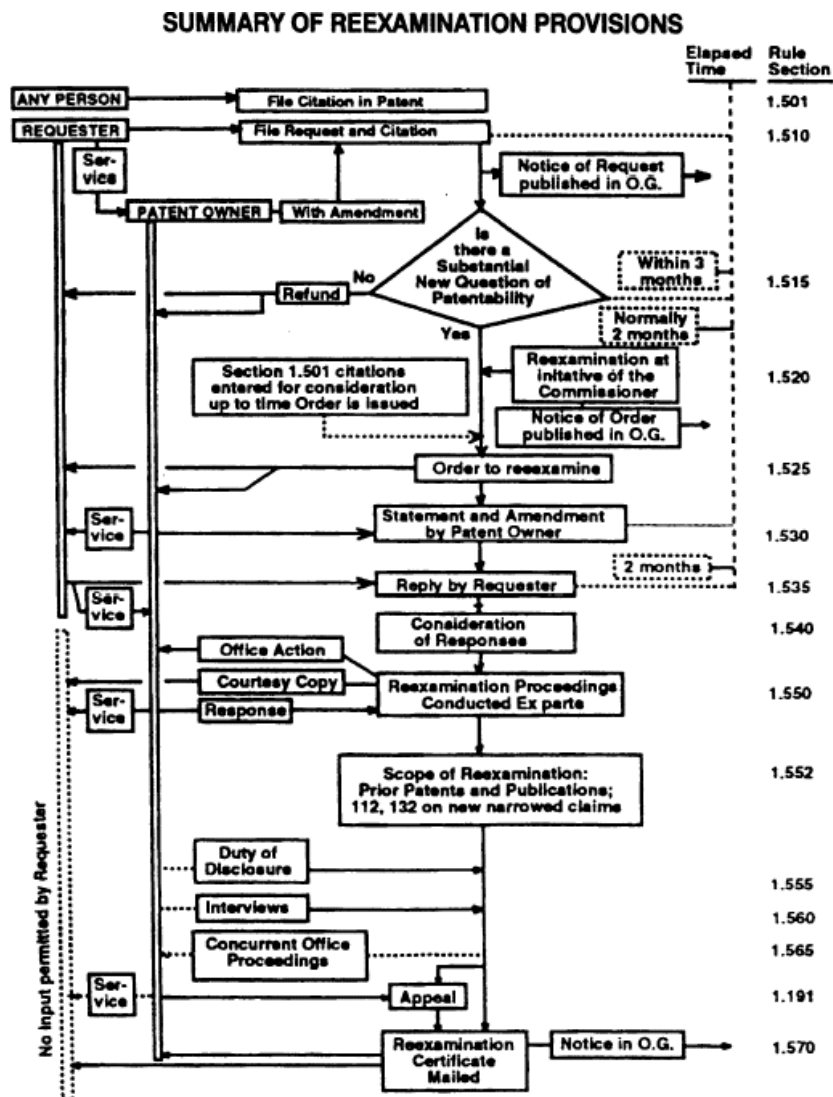 SUMMARY OF REEXAMINATION PROVISIONS
Elapsed
Time
Rule
Section
ANY PERSON
File Citation in Patent
1.501
REQUESTER
File Request and Citation
1.510
Ser-
vice
Notice of Request
published in O.G.
PATENT OWNER
With Amendment
Is
there a
Substantial
New Question of
Patentability
No
Refund
Within 3
months
1.515
Yes
Normally
2 months
Section 1.501 citations
entered for consideration
up to time Order is issued
Reexamination at
initative of the
Commissioner
1.520
Notice of Order
published in O.G.
Order to reexamine
1.525
Ser-
vice
Statement and Amendment
by Patent Owner
1.530
2 months
Reply by Requester
1.535
Ser-
vice
Consideration
of Responses
1.540
Office Action
Courtesy Copy
Reexamination Proceedings
Conducted Ex parte
1.550
Ser-
vice
Response
Scope of Reexamination:
Prior Patents and Publications;
112, 132 on new narrowed claims
1.552
No Input permitted by Requester
Duty of
Disclosure
1.555
Interviews
1.560
Concurrent Office
Proceedings
1.565
Ser-
vice
Appeal
1.191
Reexamination
Certificate
Mailed
Notice in O.G.
1.570